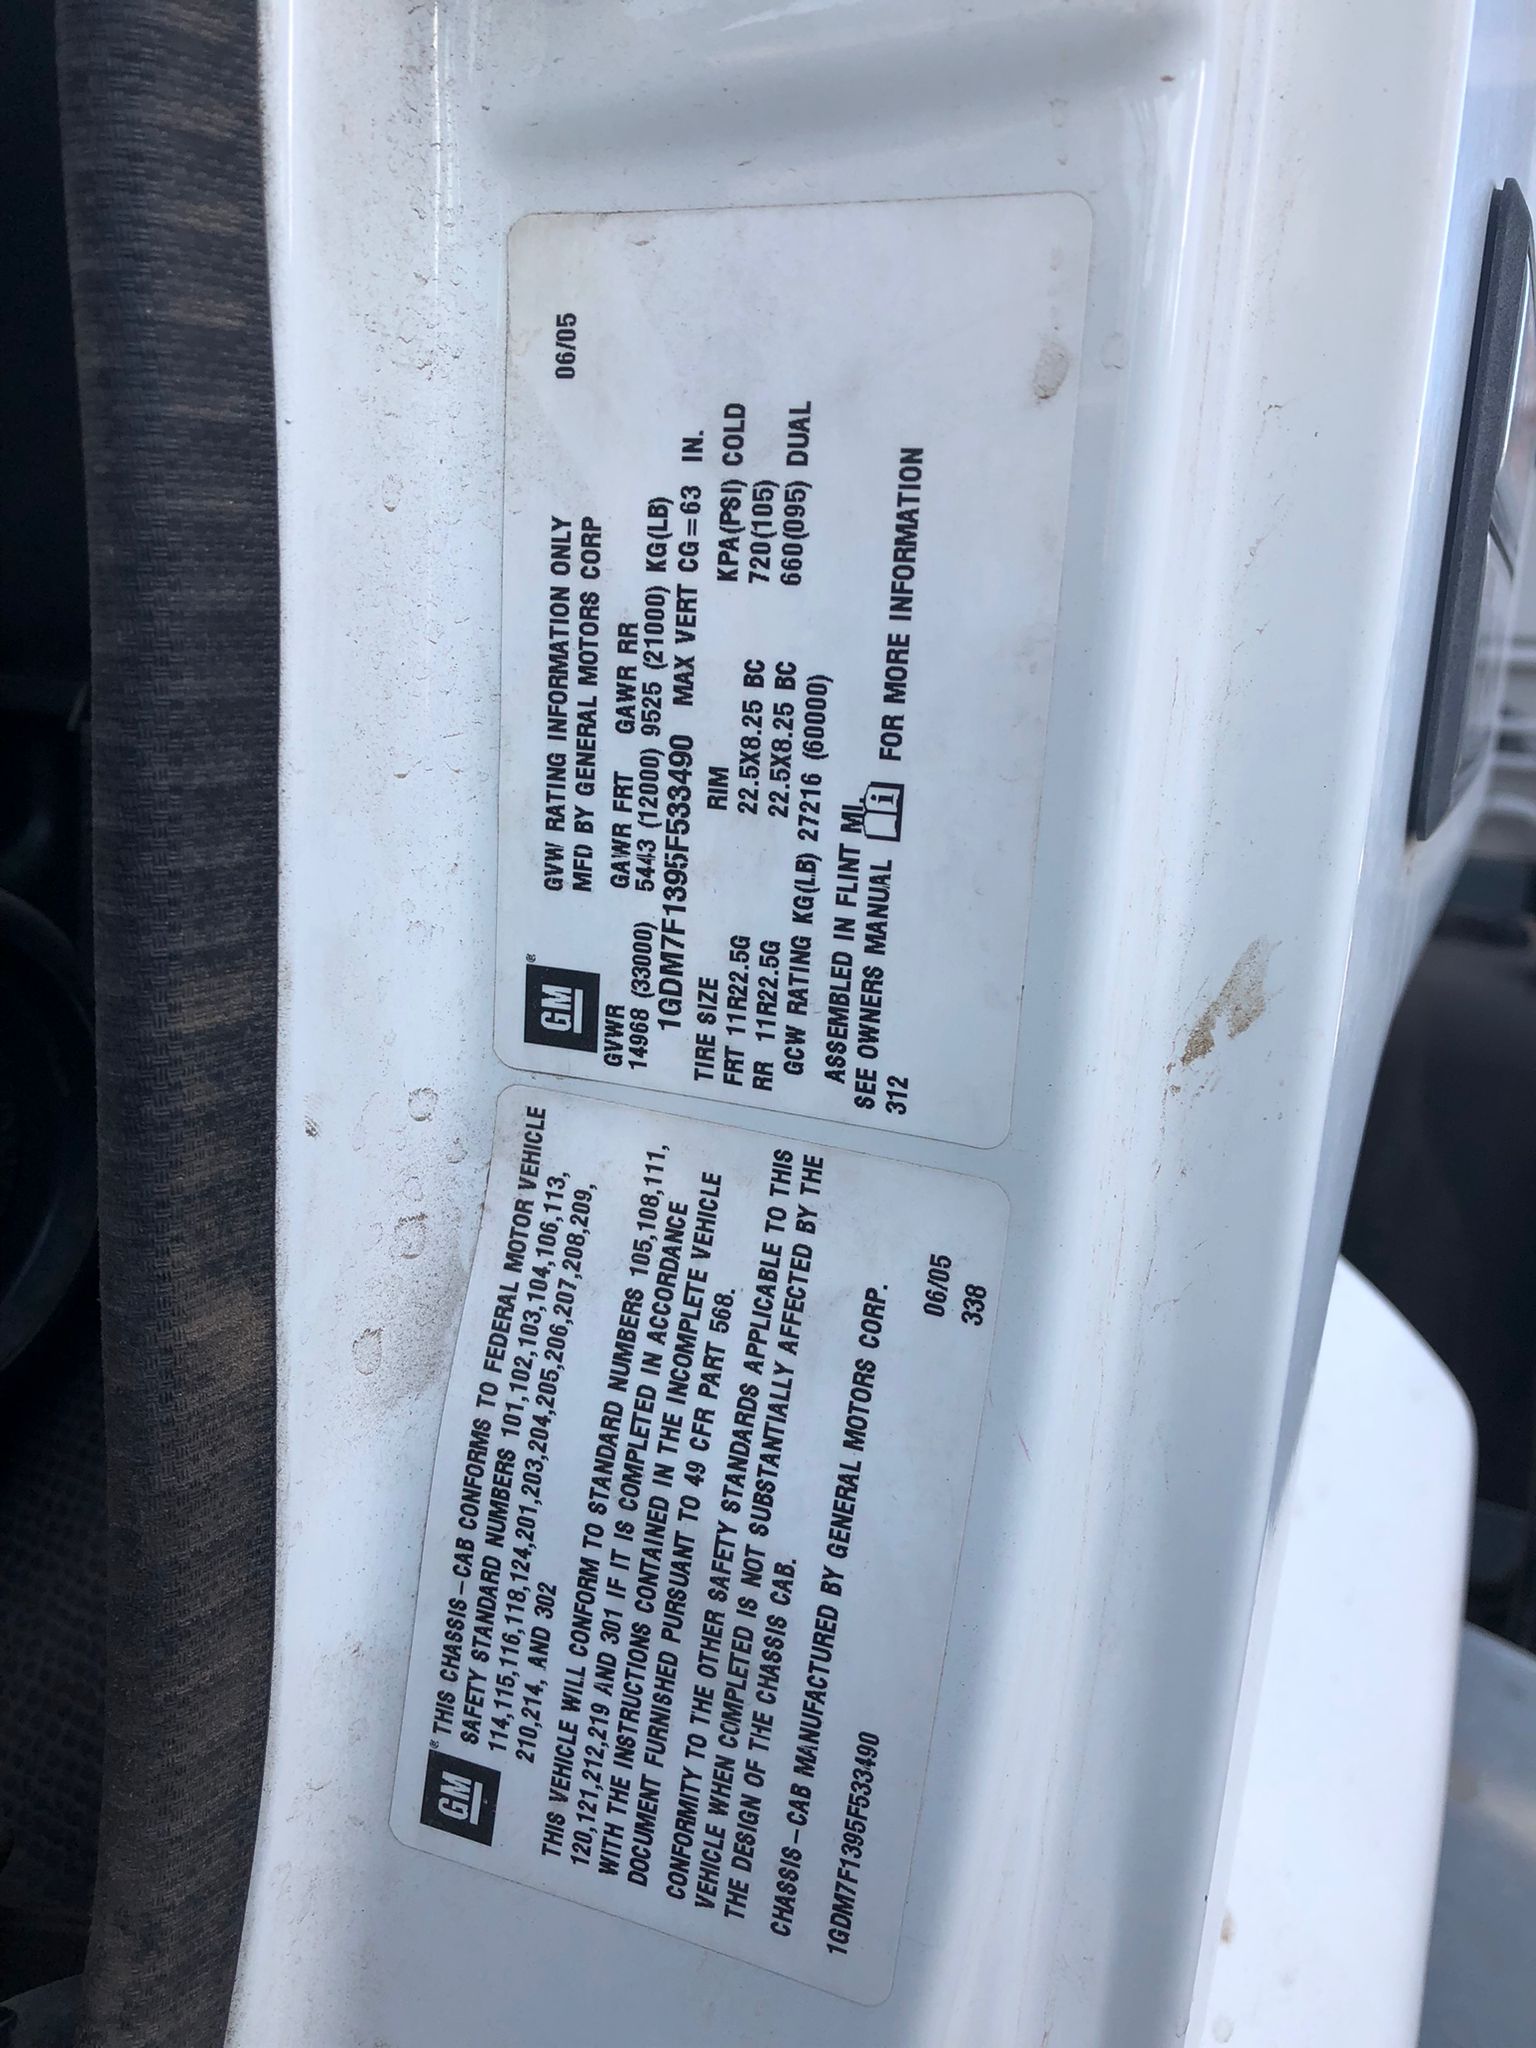 GM®
THIS CHASSIS-CAB CONFORMS TO FEDERAL MOTOR VEHICLE
SAFETY STANDARD NUMBERS 101,102,103,104,106,113,
114,115,116,118,124,201,203,204,205,206,207,208,209,
210,214, AND 302
THIS VEHICLE WILL CONFORM TO STANDARD NUMBERS 105,108,111,
120,121,212,219 AND 301 IF IT IS COMPLETED IN ACCORDANCE
WITH THE INSTRUCTIONS CONTAINED IN THE INCOMPLETE VEHICLE
DOCUMENT FURNISHED PURSUANT TO 49 CFR PART 568.
CONFORMITY TO THE OTHER SAFETY STANDARDS APPLICABLE TO THIS
VEHICLE WHEN COMPLETED IS NOT SUBSTANTIALLY AFFECTED BY THE
THE DESIGN OF THE CHASSIS CAB.
CHASSIS-CAB MANUFACTURED BY GENERAL MOTORS CORP.
1GDM7F1395F533490
06/05
338
GM®
GVW RATING INFORMATION ONLY 06/05
MFD BY GENERAL MOTORS CORP
GVWR GAWR FRT GAWR RR
14968 (33000) 5443 (12000) 9525 (21000) KG(LB)
1GDM7F1395F533490 MAX VERT CG=63 IN.
TIRE SIZE RIM KPA(PSI) COLD
FRT 11R22.5G 22.5X8.25 BC 720(105)
RR 11R22.5G 22.5X8.25 BC 660(095) DUAL
GCW RATING KG(LB) 27216 (60000)
ASSEMBLED IN FLINT MI.
SEE OWNERS MANUAL i FOR MORE INFORMATION
312